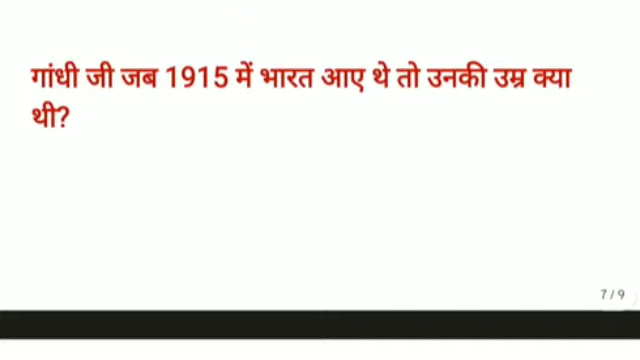 गांधी जी जब 1915 में भारत आए थे तो उनकी उम्र क्या
थी?
7/9